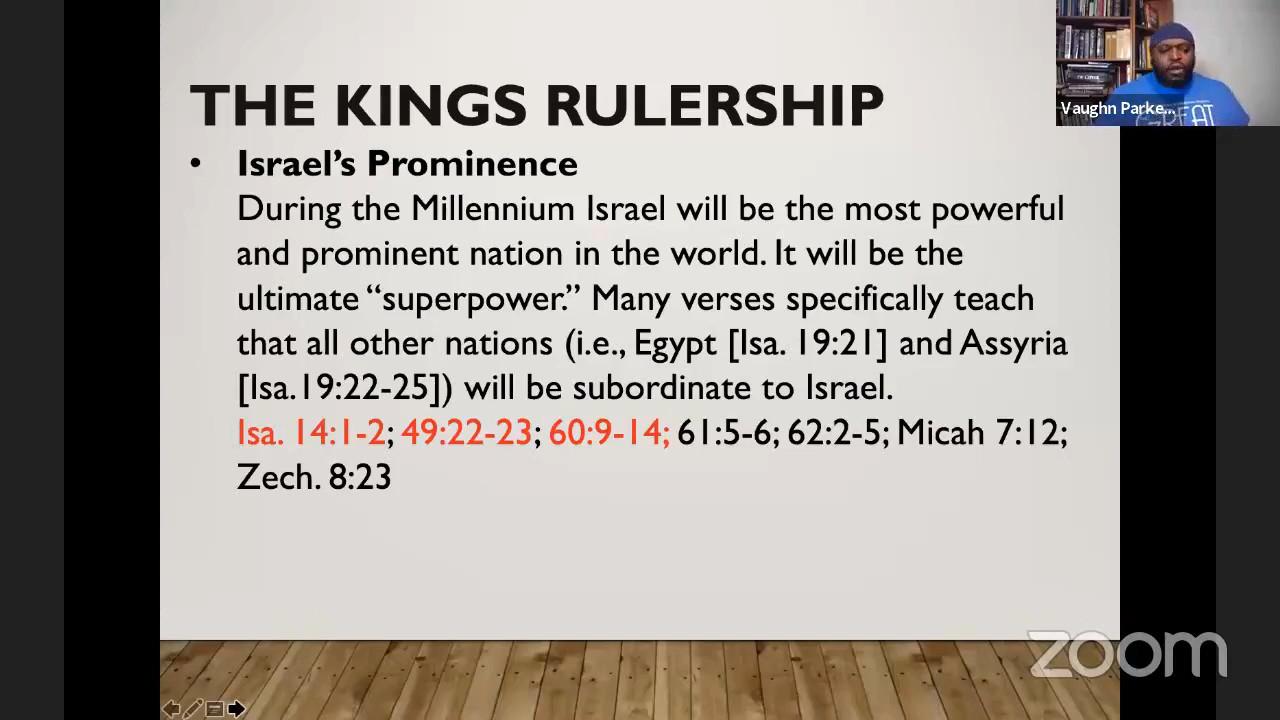 THE KINGS RULERSHIP
• Israel’s Prominence
During the Millennium Israel will be the most powerful
and prominent nation in the world. It will be the
ultimate “superpower.” Many verses specifically teach
that all other nations (i.e., Egypt [Isa. 19:21] and Assyria
[Isa.19:22-25]) will be subordinate to Israel.
Isa. 14:1-2; 49:22-23; 60:9-14; 61:5-6; 62:2-5; Micah 7:12;
Zech. 8:23
Vaughn Parke...
GREAT
zoom